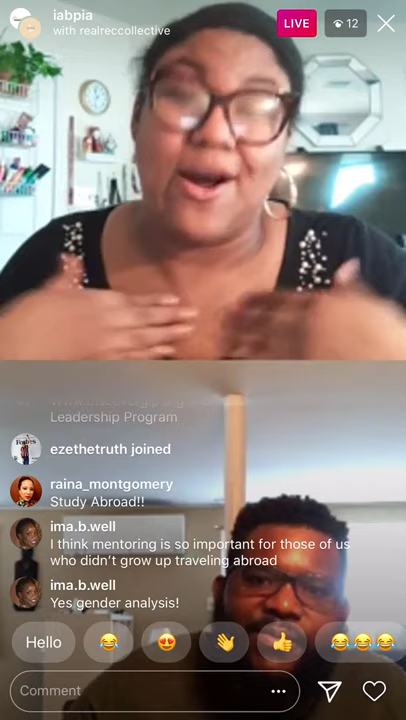 iabpia
with realreccollective
LIVE
12
Leadership Program
Forbes
ezethetruth joined
raina_montgomery
Study Abroad!!
ima.b.well
I think mentoring is so important for those of us
who didn't grow up traveling abroad
ima.b.well
Yes gender analysis!
Hello
Comment